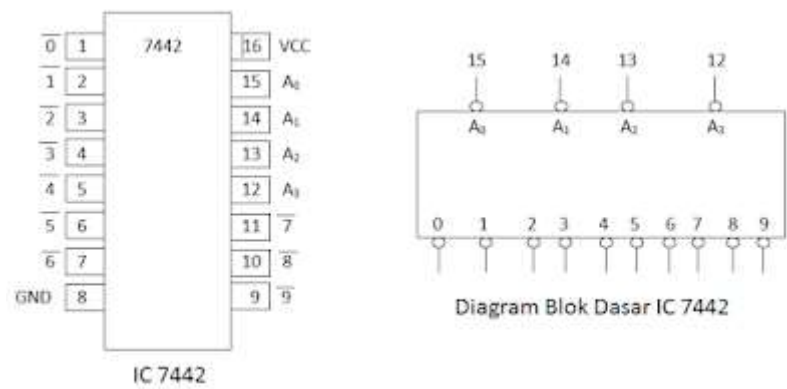 0 1 7442 16 VCC
1 2 15 A₀
2 3 14 A₁
3 4 13 A₂
4 5 12 A₃
5 6 11 7
6 7 10 8
GND 8 9 9
IC 7442
15 14 13 12
A₀ A₁ A₂ A₃
0 1 2 3 4 5 6 7 8 9
Diagram Blok Dasar IC 7442